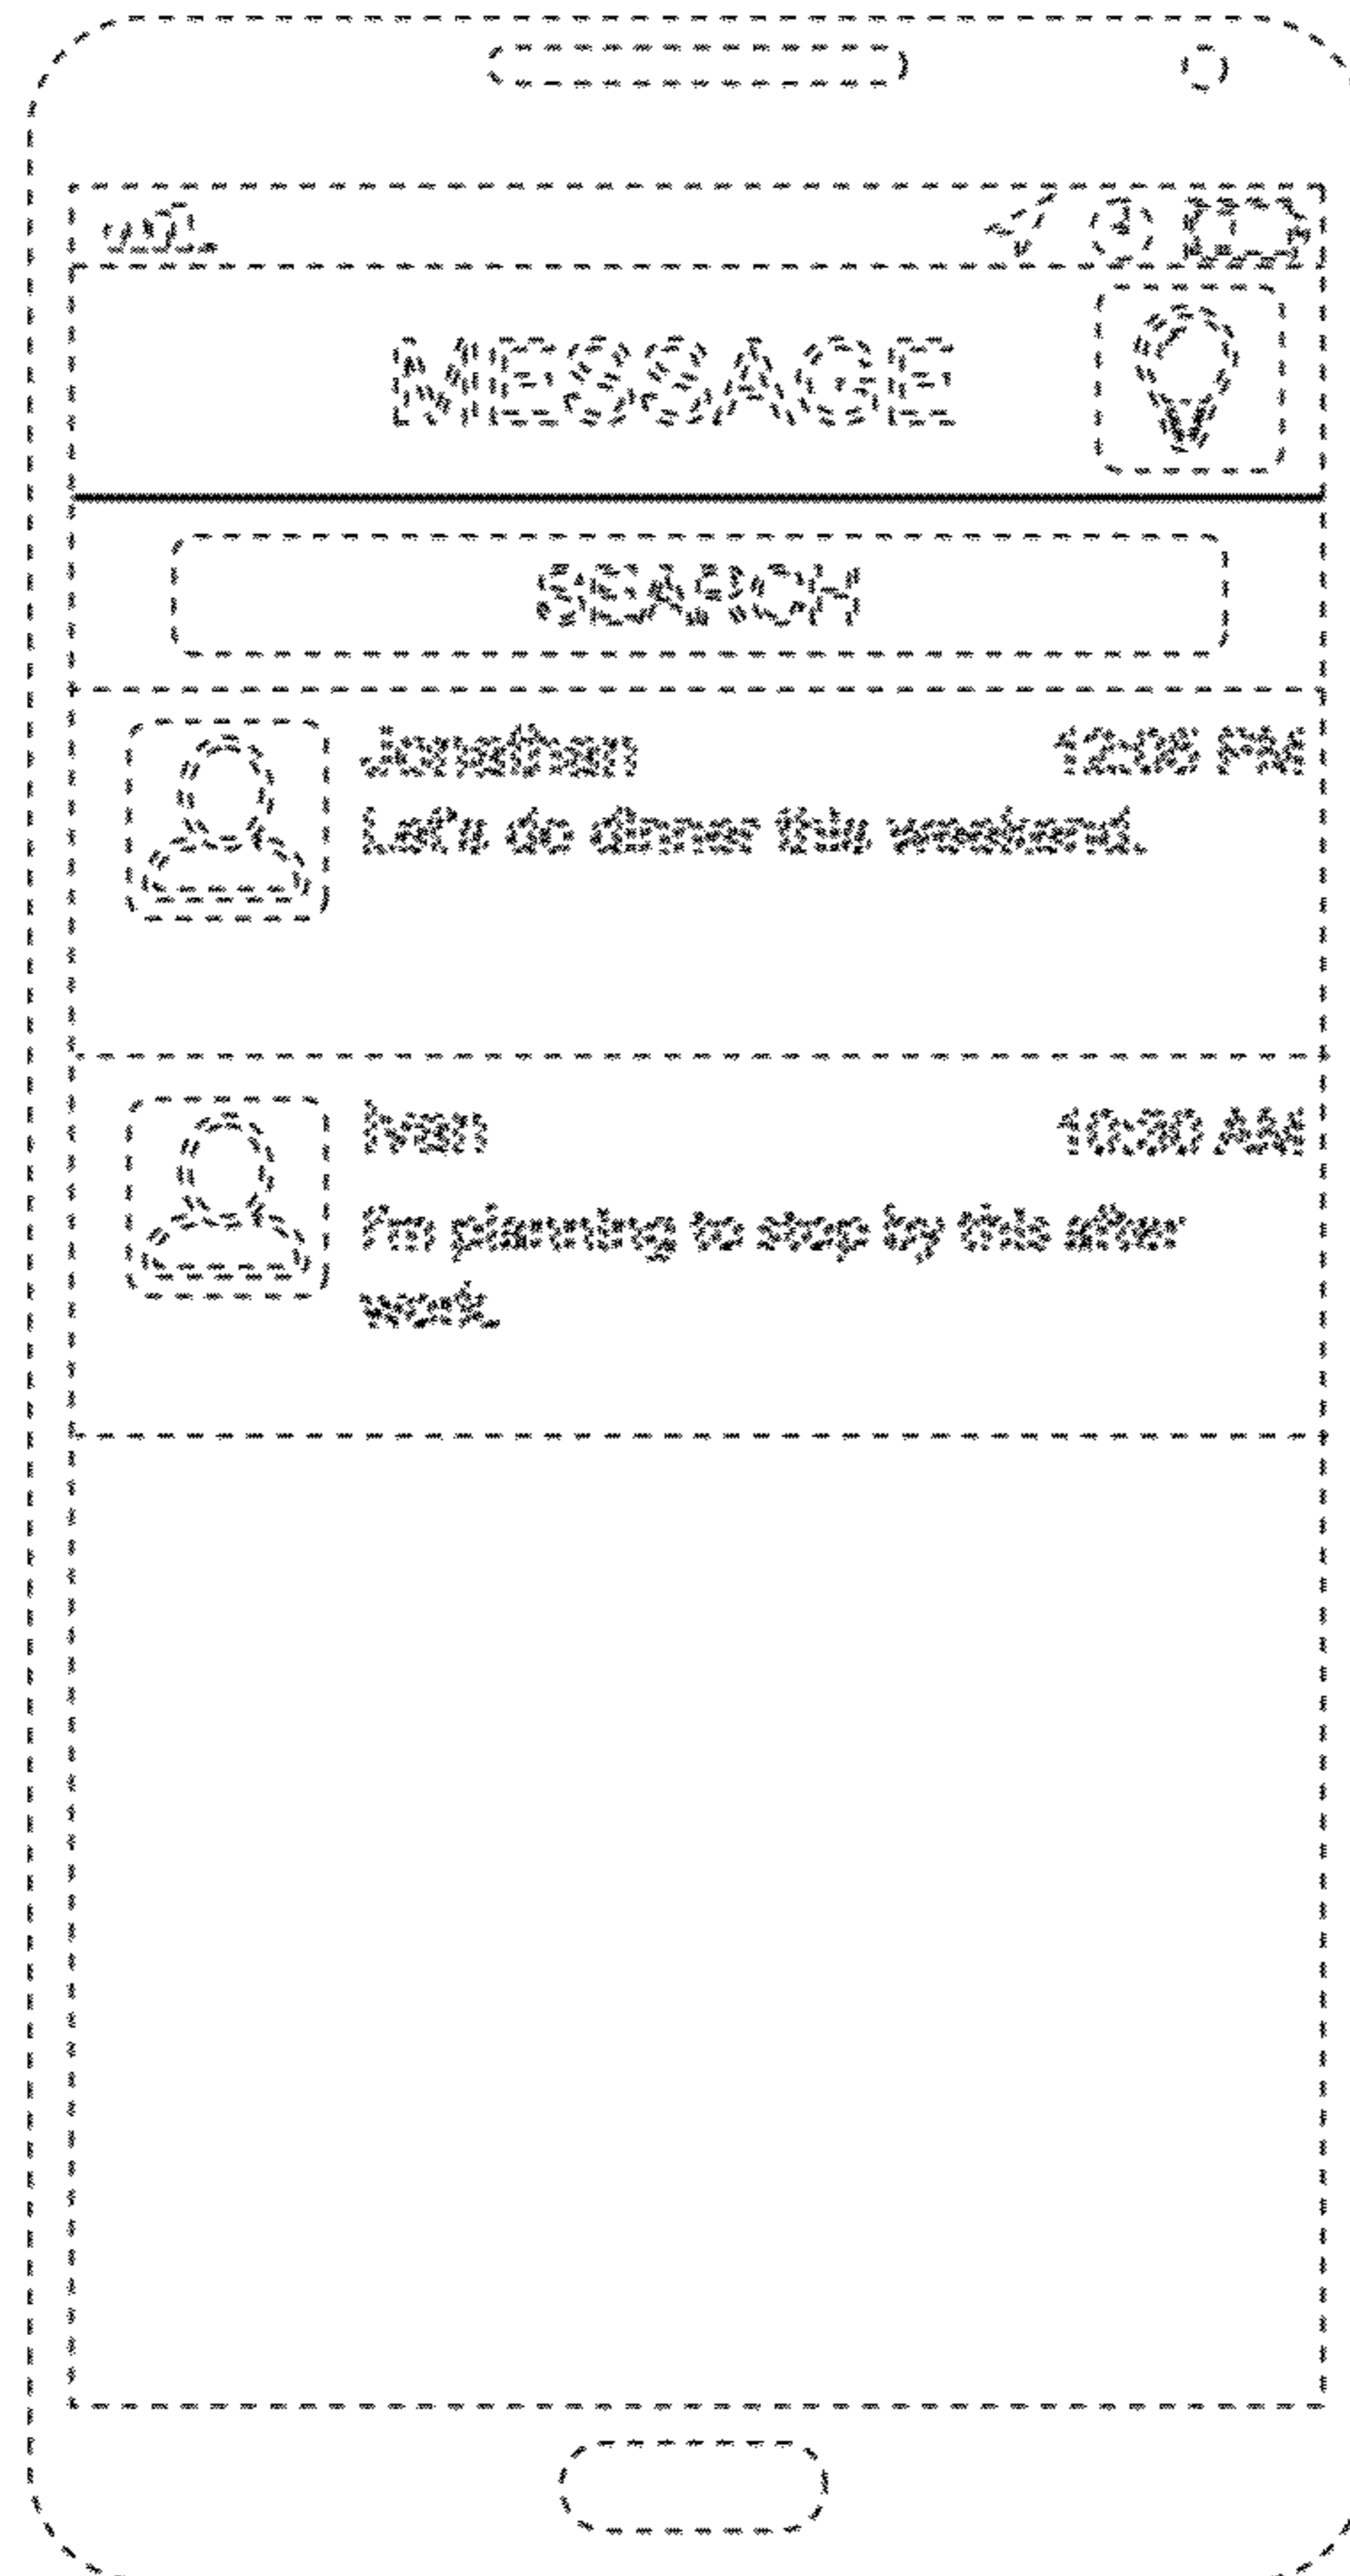 MESSAGE
SEARCH
Jonathan 12:06 PM
Let's do dinner this weekend.
Ivan 10:30 AM
I'm planning to stop by this after
work.